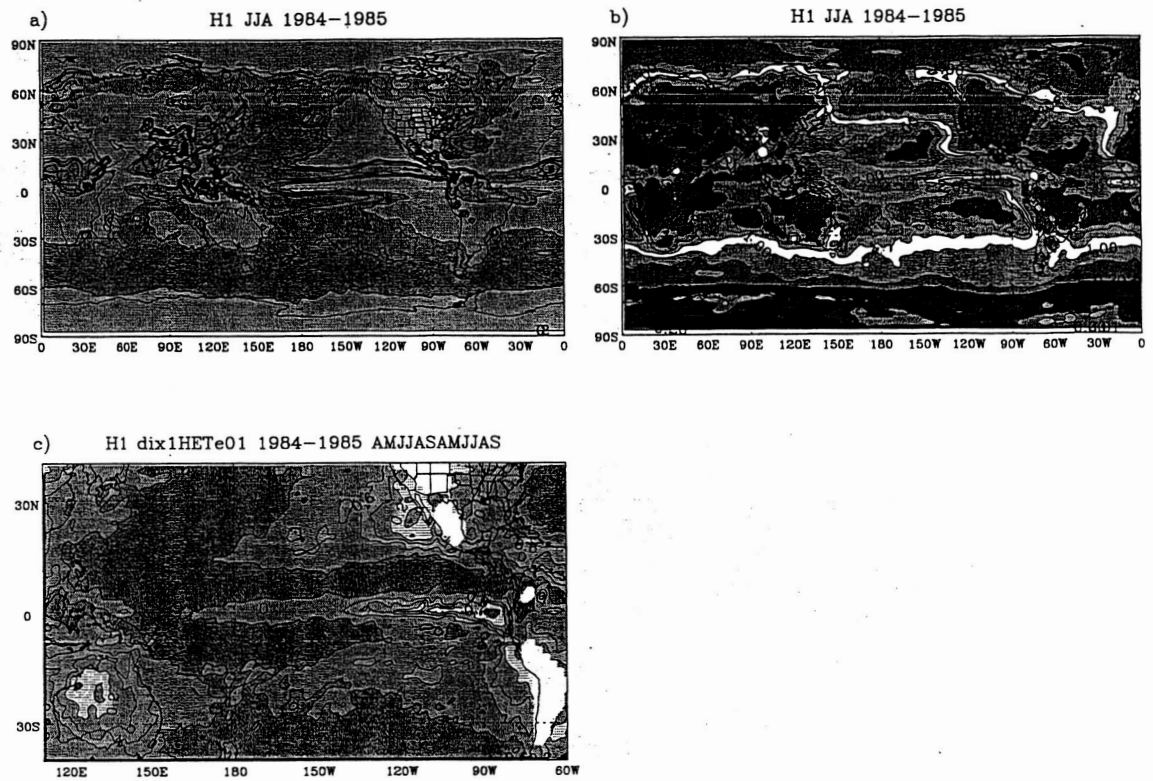 a) H1 JJA 1984-1985
90N
60N
30N
0
30S
60S
90S
0 30E 60E 90E 120E 150E 180 150W 120W 90W 60W 30W 0
b) H1 JJA 1984-1985
90N
60N
30N
0
30S
60S
90S
0 30E 60E 90E 120E 150E 180 150W 120W 90W 60W 30W 0
c) H1 dix1HETe01 1984-1985 AMJJASAMJJAS
30N
0
30S
120E 150E 180 150W 120W 90W 60W